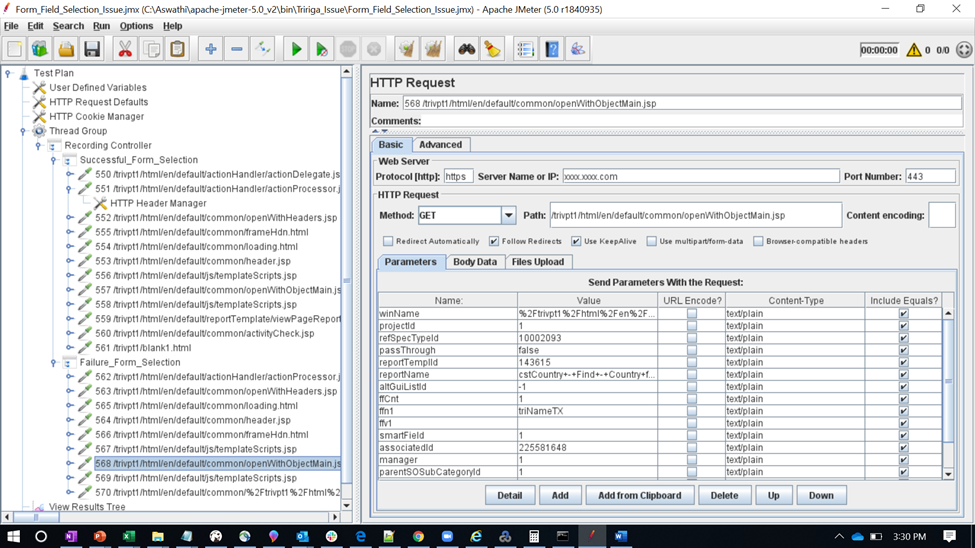 Form_Field_Selection_Issue.jmx (C:\Aswathi\apache-jmeter-5.0_v2\bin\Tririga_Issue\Form_Field_Selection_Issue.jmx) - Apache JMeter (5.0 r1840935)
File Edit Search Run Options Help
00:00:00 0 0/0
Test Plan
User Defined Variables
HTTP Request Defaults
HTTP Cookie Manager
Thread Group
Recording Controller
Successful_Form_Selection
550 /trivpt1/html/en/default/actionHandler/actionDelegate.js
551 /trivpt1/html/en/default/actionHandler/actionProcessor.j
HTTP Header Manager
552 /trivpt1/html/en/default/common/openWithHeaders.jsp
555 /trivpt1/html/en/default/common/frameHdn.html
554 /trivpt1/html/en/default/common/loading.html
553 /trivpt1/html/en/default/common/header.jsp
556 /trivpt1/html/en/default/js/templateScripts.jsp
557 /trivpt1/html/en/default/common/openWithObjectMain.js
558 /trivpt1/html/en/default/js/templateScripts.jsp
559 /trivpt1/html/en/default/reportTemplate/viewPageReport
560 /trivpt1/html/en/default/common/activityCheck.jsp
561 /trivpt1/blank1.html
Failure_Form_Selection
562 /trivpt1/html/en/default/actionHandler/actionProcessor.j
563 /trivpt1/html/en/default/common/openWithHeaders.jsp
565 /trivpt1/html/en/default/common/loading.html
564 /trivpt1/html/en/default/common/header.jsp
566 /trivpt1/html/en/default/common/frameHdn.html
567 /trivpt1/html/en/default/js/templateScripts.jsp
568 /trivpt1/html/en/default/common/openWithObjectMain.js
569 /trivpt1/html/en/default/js/templateScripts.jsp
570 /trivpt1/html/en/default/common/%2Ftrivpt1%2Fhtml%2
View Results Tree
HTTP Request
Name: 568 /trivpt1/html/en/default/common/openWithObjectMain.jsp
Comments:
Basic Advanced
Web Server
Protocol [http]: https Server Name or IP: xxxx.xxxx.com Port Number: 443
HTTP Request
Method: GET Path: /trivpt1/html/en/default/common/openWithObjectMain.jsp Content encoding:
Redirect Automatically Follow Redirects Use KeepAlive Use multipart/form-data Browser-compatible headers
Parameters Body Data Files Upload
Send Parameters With the Request:
Name: Value URL Encode? Content-Type Include Equals?
winName %2Ftrivpt1%2Fhtml%2Fen%2F... text/plain
projectId 1 text/plain
refSpecTypeId 10002093 text/plain
passThrough false text/plain
reportTemplId 143615 text/plain
reportName cstCountry+-+Find+-+Country+f... text/plain
altGuiListId -1 text/plain
ffCnt 1 text/plain
ffn1 triNameTX text/plain
ffv1 text/plain
smartField 1 text/plain
associatedId 225581648 text/plain
manager 1 text/plain
parentSOSubCategoryId 1 text/plain
Detail Add Add from Clipboard Delete Up Down
3:30 PM